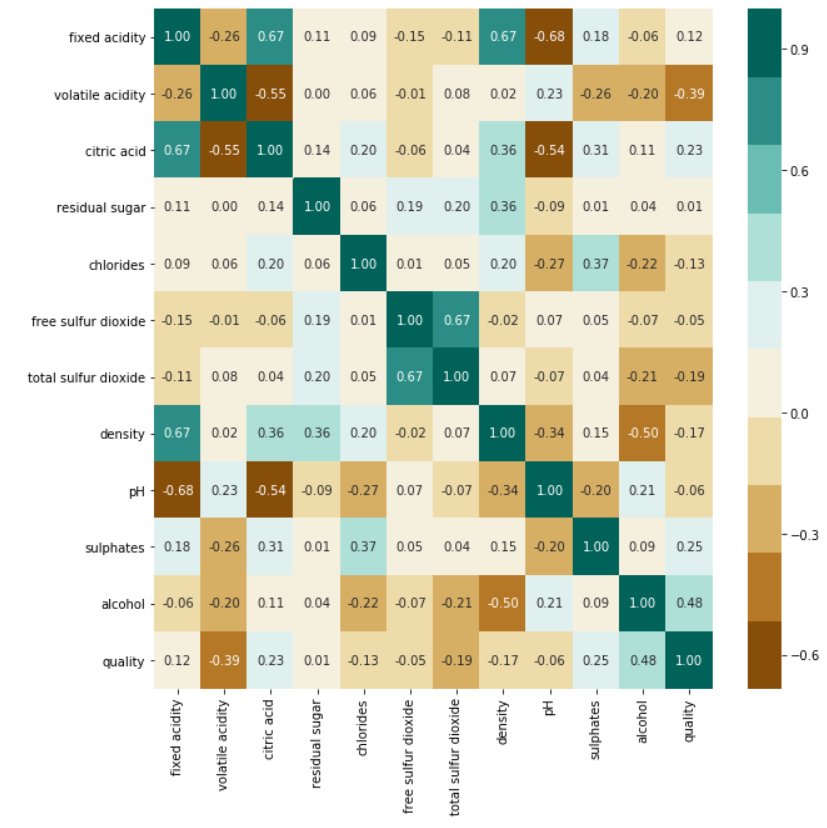 fixed acidity 1.00 -0.26 0.67 0.11 0.09 -0.15 -0.11 0.67 -0.68 0.18 -0.06 0.12
volatile acidity -0.26 1.00 -0.55 0.00 0.06 -0.01 0.08 0.02 0.23 -0.26 -0.20 -0.39
citric acid 0.67 -0.55 1.00 0.14 0.20 -0.06 0.04 0.36 -0.54 0.31 0.11 0.23
residual sugar 0.11 0.00 0.14 1.00 0.06 0.19 0.20 0.36 -0.09 0.01 0.04 0.01
chlorides 0.09 0.06 0.20 0.06 1.00 0.01 0.05 0.20 -0.27 0.37 -0.22 -0.13
free sulfur dioxide -0.15 -0.01 -0.06 0.19 0.01 1.00 0.67 -0.02 0.07 0.05 -0.07 -0.05
total sulfur dioxide -0.11 0.08 0.04 0.20 0.05 0.67 1.00 0.07 -0.07 0.04 -0.21 -0.19
density 0.67 0.02 0.36 0.36 0.20 -0.02 0.07 1.00 -0.34 0.15 -0.50 -0.17
pH -0.68 0.23 -0.54 -0.09 -0.27 0.07 -0.07 -0.34 1.00 -0.20 0.21 -0.06
sulphates 0.18 -0.26 0.31 0.01 0.37 0.05 0.04 0.15 -0.20 1.00 0.09 0.25
alcohol -0.06 -0.20 0.11 0.04 -0.22 -0.07 -0.21 -0.50 0.21 0.09 1.00 0.48
quality 0.12 -0.39 0.23 0.01 -0.13 -0.05 -0.19 -0.17 -0.06 0.25 0.48 1.00
fixed acidity
volatile acidity
citric acid
residual sugar
chlorides
free sulfur dioxide
total sulfur dioxide
density
pH
sulphates
alcohol
quality
0.9
0.6
0.3
0.0
−0.3
−0.6